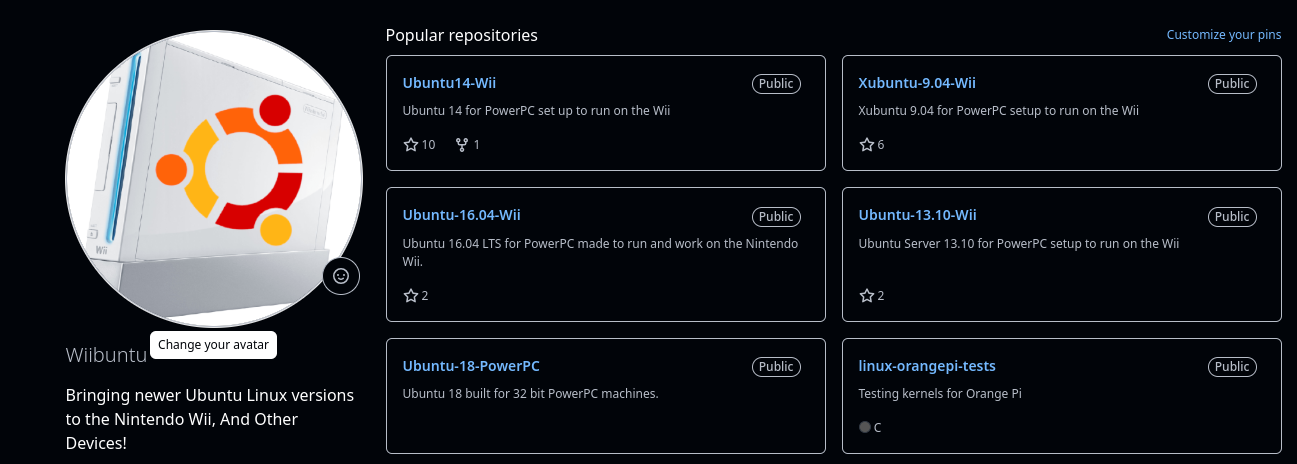 Popular repositories
Customize your pins
Ubuntu14-Wii
Public
Ubuntu 14 for PowerPC set up to run on the Wii
10
1
Xubuntu-9.04-Wii
Public
Xubuntu 9.04 for PowerPC setup to run on the Wii
6
Ubuntu-16.04-Wii
Public
Ubuntu 16.04 LTS for PowerPC made to run and work on the Nintendo
Wii.
2
Ubuntu-13.10-Wii
Public
Ubuntu Server 13.10 for PowerPC setup to run on the Wii
2
Ubuntu-18-PowerPC
Public
Ubuntu 18 built for 32 bit PowerPC machines.
linux-orangepi-tests
Public
Testing kernels for Orange Pi
C
Wii
Change your avatar
Wiibuntu
Bringing newer Ubuntu Linux versions
to the Nintendo Wii, And Other
Devices!